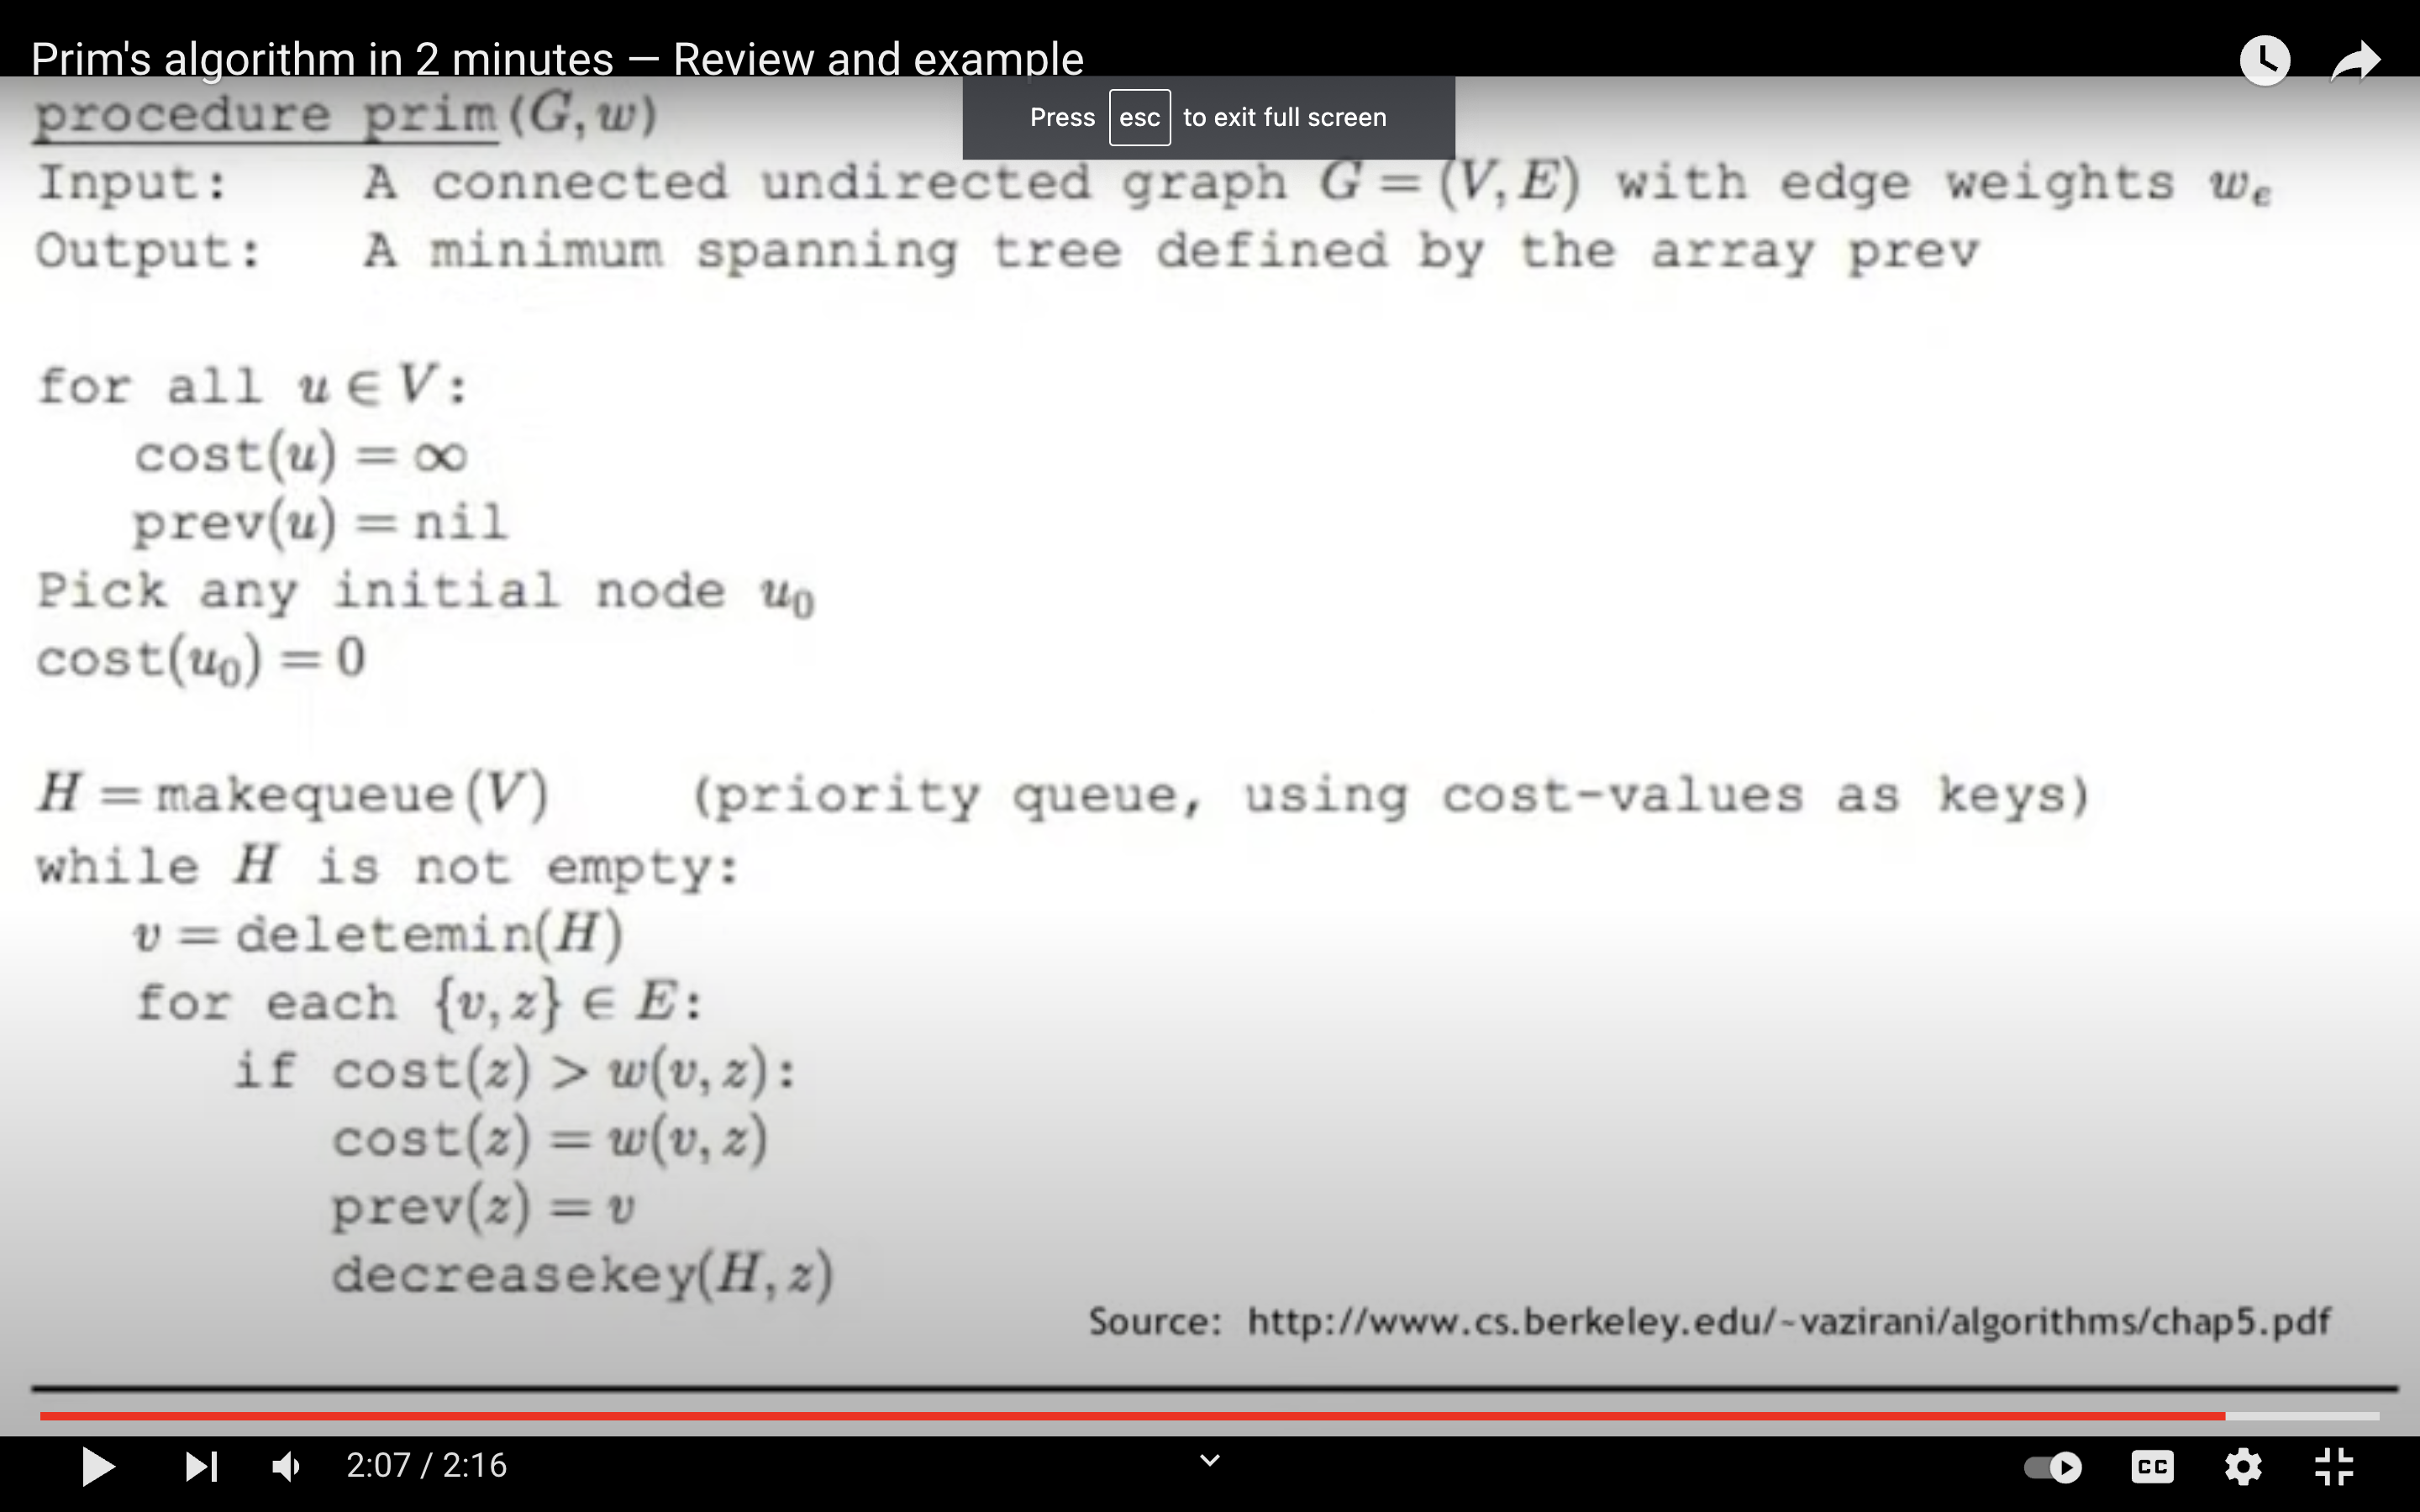 Prim's algorithm in 2 minutes — Review and example
Press esc to exit full screen
procedure prim(G, w)
Input: A connected undirected graph G = (V, E) with edge weights wₑ
Output: A minimum spanning tree defined by the array prev
for all u ∈ V:
cost(u) = ∞
prev(u) = nil
Pick any initial node u₀
cost(u₀) = 0
H = makequeue(V) (priority queue, using cost-values as keys)
while H is not empty:
v = deletemin(H)
for each {v, z} ∈ E:
if cost(z) > w(v, z):
cost(z) = w(v, z)
prev(z) = v
decreasekey(H, z)
Source: http://www.cs.berkeley.edu/~vazirani/algorithms/chap5.pdf
2:07 / 2:16
CC